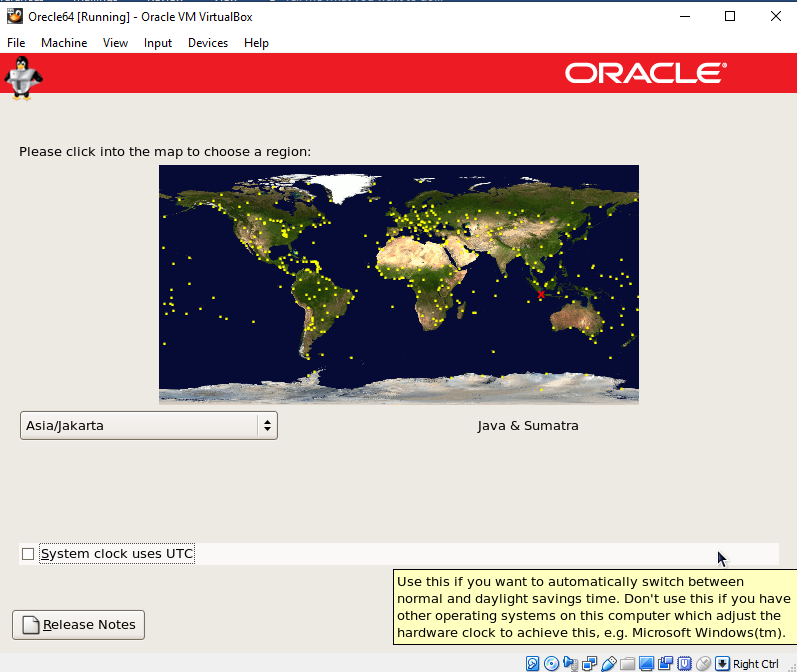 Orecle64 [Running] - Oracle VM VirtualBox
File Machine View Input Devices Help
ORACLE®
Please click into the map to choose a region:
Asia/Jakarta
Java & Sumatra
System clock uses UTC
Use this if you want to automatically switch between
normal and daylight savings time. Don't use this if you have
other operating systems on this computer which adjust the
hardware clock to achieve this, e.g. Microsoft Windows(tm).
Release Notes
Right Ctrl